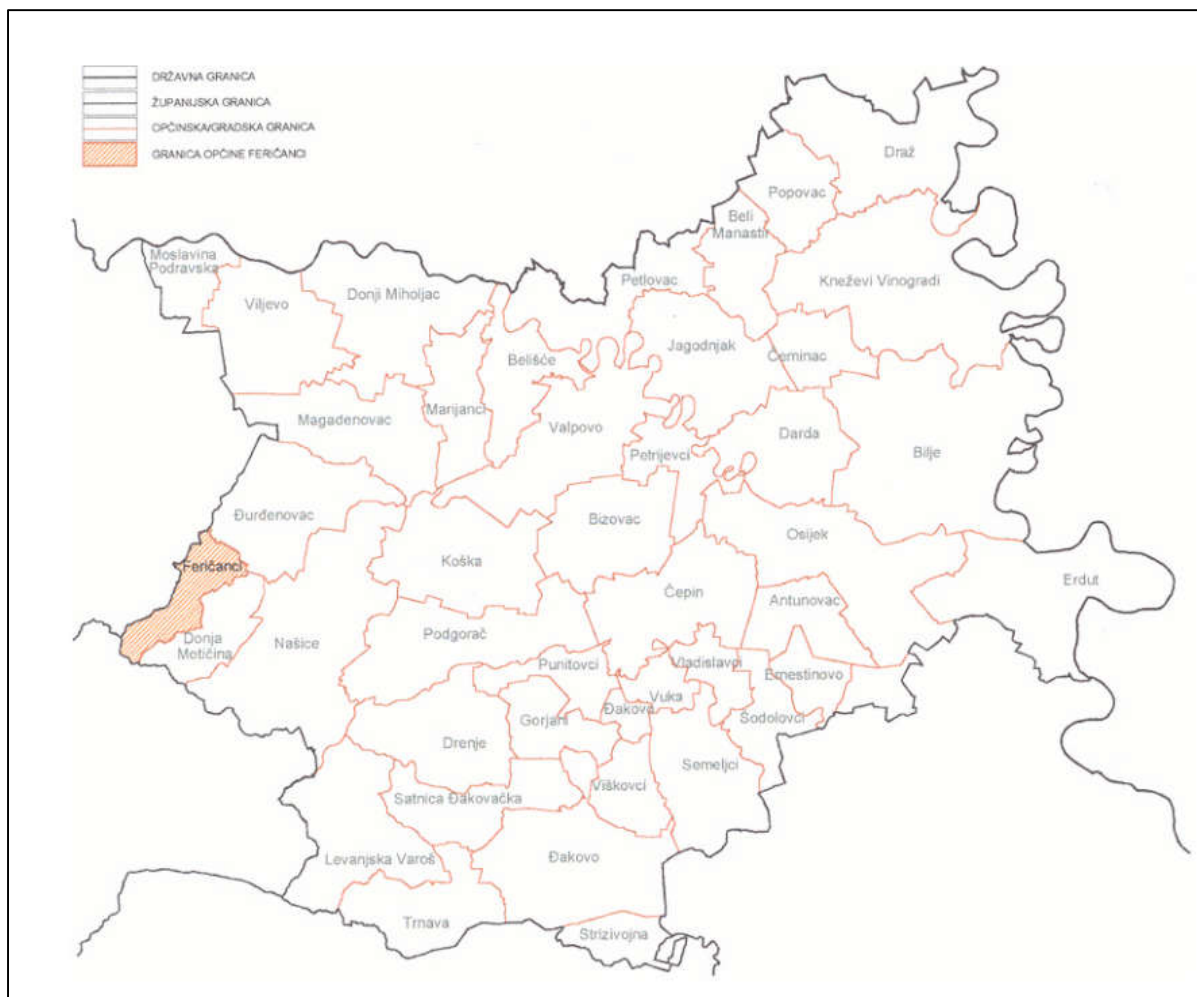 DRŽAVNA GRANICA
ŽUPANIJSKA GRANICA
OPČINSKA/GRADSKA GRANICA
GRANICA OPČINE FERIČANCI
Draž
Popovac
Beli
Manastir
Moslavina
Podravska
Petlovac
Kneževi Vinogradi
Viljevo
Donji Miholjac
Jagodnjak
Čeminac
Belišće
Marijanci
Magadenovac
Valpovo
Darda
Bilje
Petrijevci
Đurđenovac
Bizovac
Osijek
Koška
Feričanci
Erdut
Čepin
Antunovac
Donja
Motičina
Našice
Podgorač
Punitovci
Vladislavci
Ernestinovo
Vuka
Đakovo
Gorjani
Šodolovci
Drenje
Semeljci
Viškovci
Satnica Đakovačka
Levanjska Varoš
Đakovo
Trnava
Strizivojna